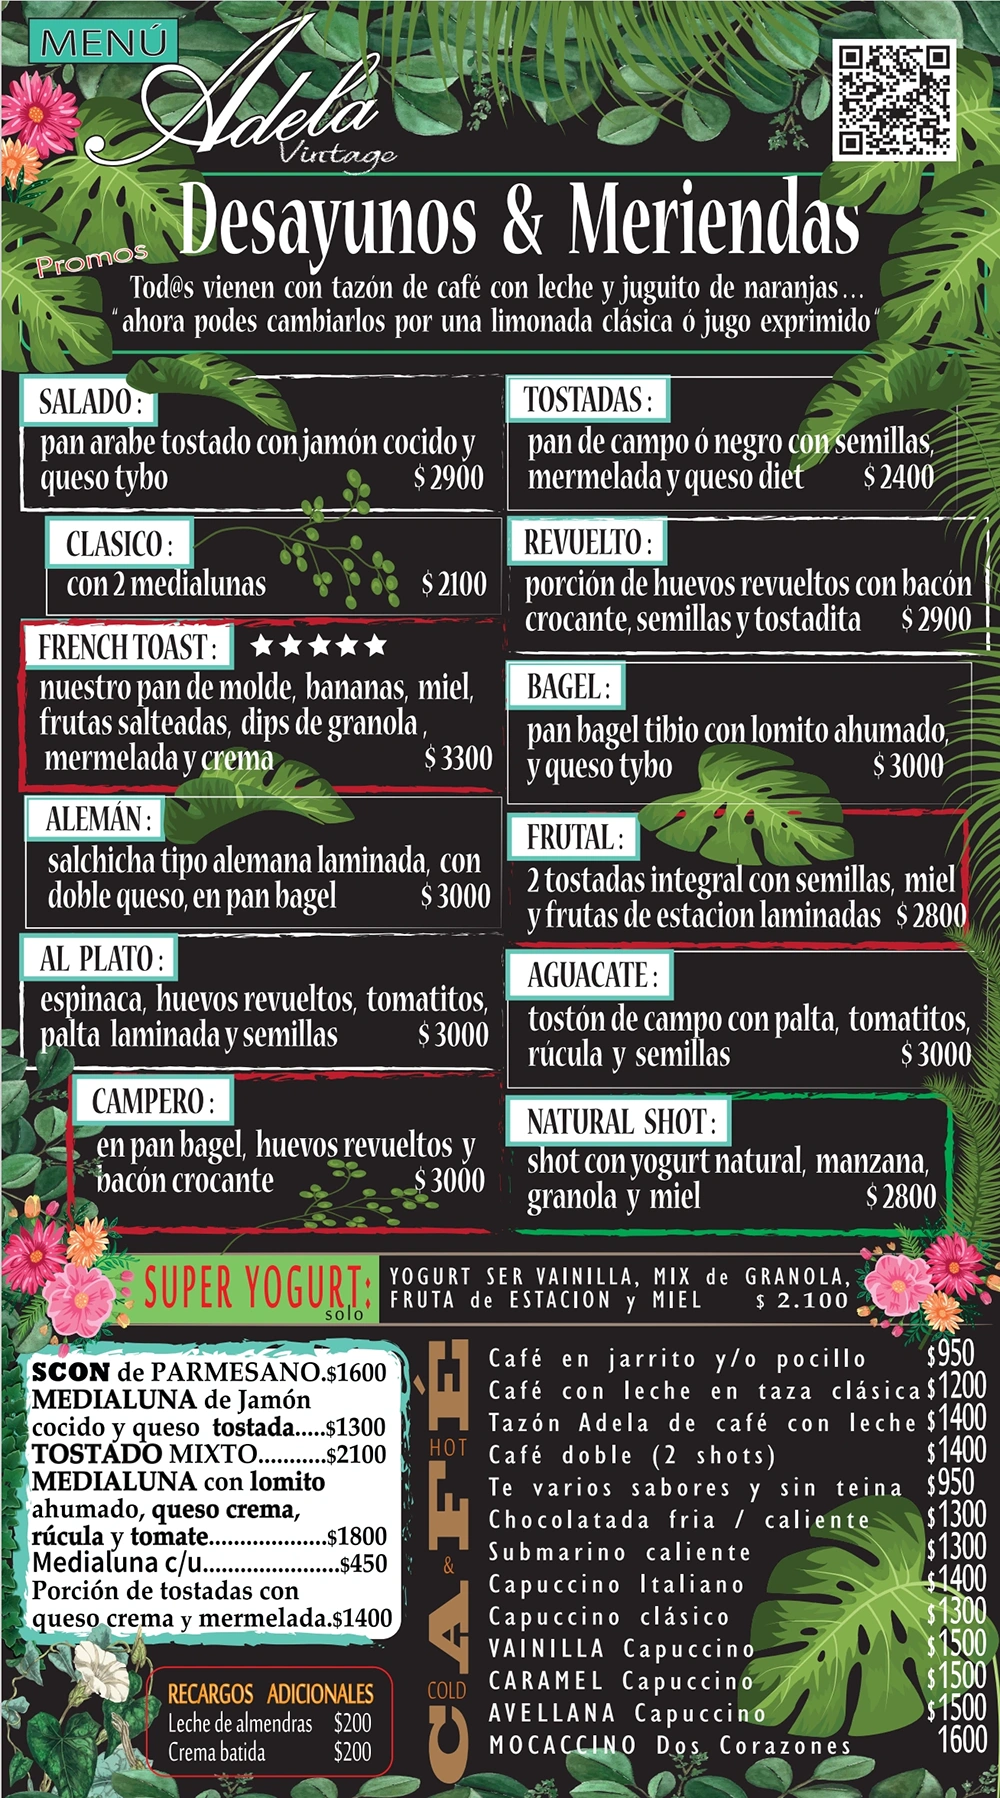 MENÚ
Adela
Vintage
Desayunos & Meriendas
Promos
Tod@s vienen con tazón de café con leche y juguito de naranjas...
"ahora podes cambiarlos por una limonada clásica ó jugo exprimido"
SALADO:
pan arabe tostado con jamón cocido y
queso tybo $2900
CLASICO:
con 2 medialunas $2100
FRENCH TOAST: ★★★★★
nuestro pan de molde, bananas, miel,
frutas salteadas, dips de granola,
mermelada y crema $3300
ALEMÁN:
salchicha tipo alemana laminada, con
doble queso, en pan bagel $3000
AL PLATO:
espinaca, huevos revueltos, tomatitos,
palta laminada y semillas $3000
CAMPERO:
en pan bagel, huevos revueltos y
bacón crocante $3000
TOSTADAS:
pan de campo ó negro con semillas,
mermelada y queso diet $2400
REVUELTO:
porción de huevos revueltos con bacón
crocante, semillas y tostadita $2900
BAGEL:
pan bagel tibio con lomito ahumado,
y queso tybo $3000
FRUTAL:
2 tostadas integral con semillas, miel
y frutas de estacion laminadas $2800
AGUACATE:
tostón de campo con palta, tomatitos,
rúcula y semillas $3000
NATURAL SHOT:
shot con yogurt natural, manzana,
granola y miel $2800
SUPER YOGURT:
solo
YOGURT SER VAINILLA, MIX de GRANOLA,
FRUTA de ESTACION y MIEL $ 2.100
SCON de PARMESANO.$1600
MEDIALUNA de Jamón
cocido y queso tostada.....$1300
TOSTADO MIXTO............$2100
MEDIALUNA con lomito
ahumado, queso crema,
rúcula y tomate.....................$1800
Medialuna c/u........................$450
Porción de tostadas con
queso crema y mermelada.$1400
RECARGOS ADICIONALES
Leche de almendras $200
Crema batida $200
CAFÉ
HOT
&
COLD
Café en jarrito y/o pocillo $950
Café con leche en taza clásica $1200
Tazón Adela de café con leche $1400
Café doble (2 shots) $1400
Te varios sabores y sin teina $950
Chocolatada fria / caliente $1300
Submarino caliente $1300
Capuccino Italiano $1400
Capuccino clásico $1300
VAINILLA Capuccino $1500
CARAMEL Capuccino $1500
AVELLANA Capuccino $1500
MOCACCINO Dos Corazones 1600